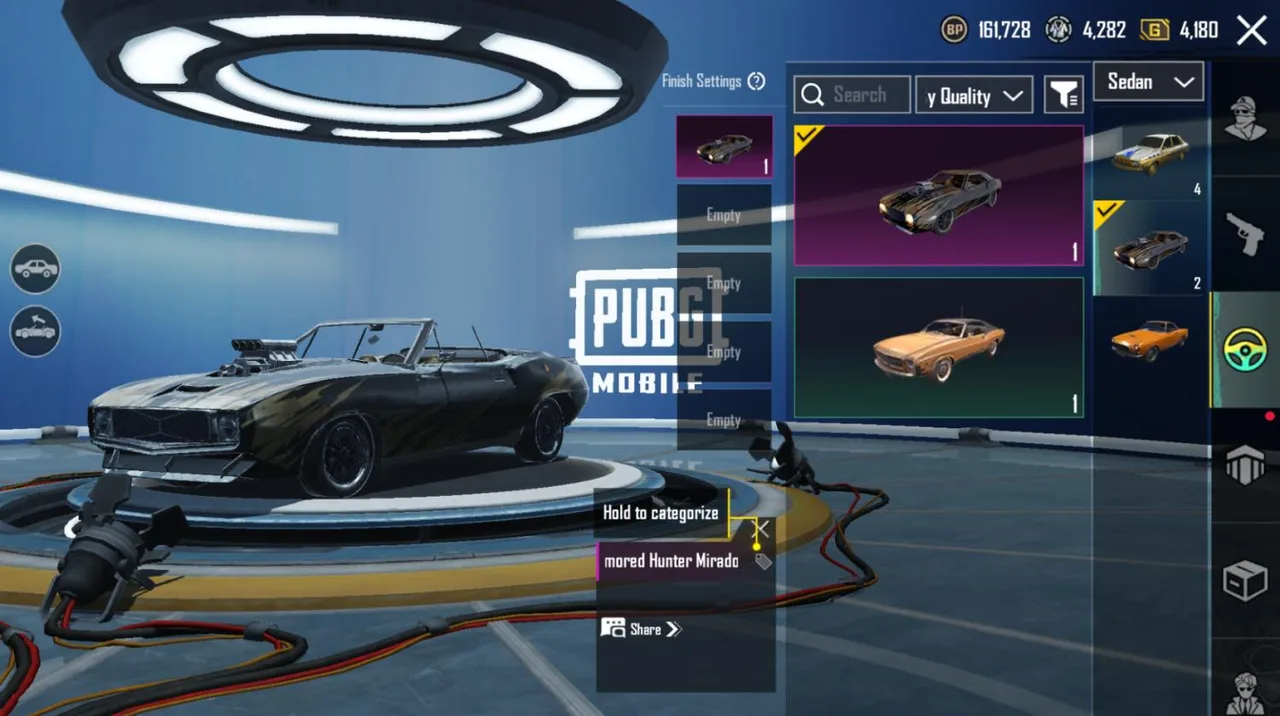 BP 161,728 4,282 G 4,180
Finish Settings ?
Search
y Quality
Sedan
1
Empty
Empty
Empty
Empty
1
1
4
2
PUBG
MOBILE
Hold to categorize
mored Hunter Mirado
Share